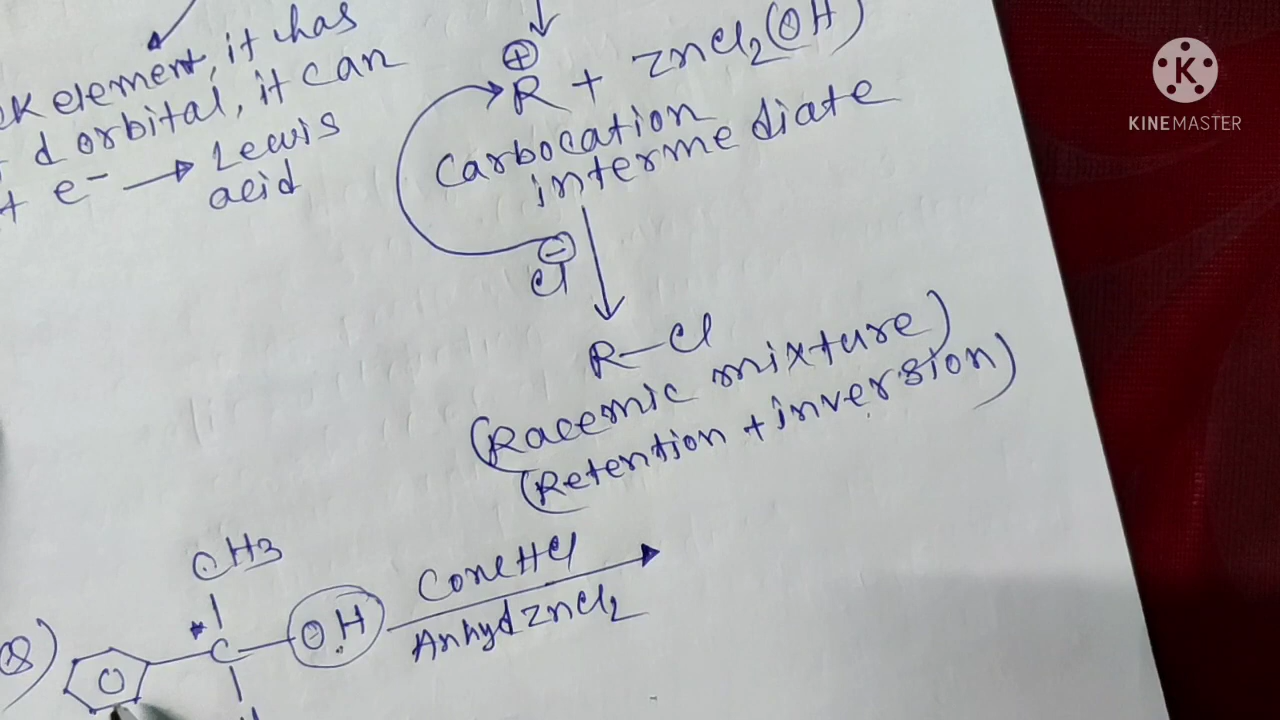 element, it has
d orbital, it can
+ e⁻ → Lewis
acid
⊕
R + ZnCl₂(OH)
Carbocation
intermediate
⊖
Cl
R—Cl
(Racemic mixture)
(Retention + inversion)
Q)
CH3
*
C — OH
Conc HCl
Anhyd ZnCl₂
K
KINEMASTER